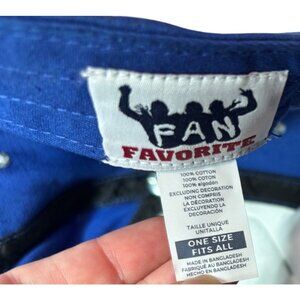 FAN
FAVORITE
100% COTTON
100% COTON
100% algodón
EXCLUDING DECORATION
NON COMPRIS
LA DÉCORATION
EXCLUYENDO LA
DECORACIÓN
TAILLE UNIQUE
UNITALLA
ONE SIZE
FITS ALL
MADE IN BANGLADESH
FABRIQUÉ AU BANGLADESH
HECHO EN BANGLADESH